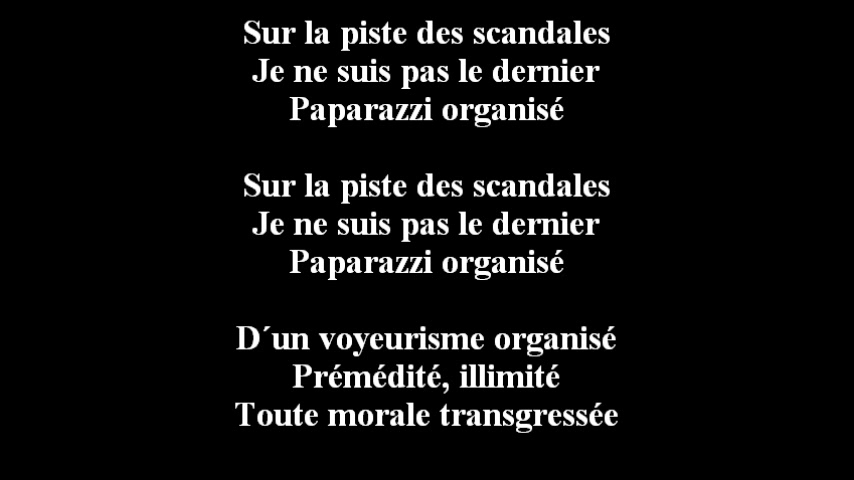 Sur la piste des scandales
Je ne suis pas le dernier
Paparazzi organisé
Sur la piste des scandales
Je ne suis pas le dernier
Paparazzi organisé
D´un voyeurisme organisé
Prémédité, illimité
Toute morale transgressée